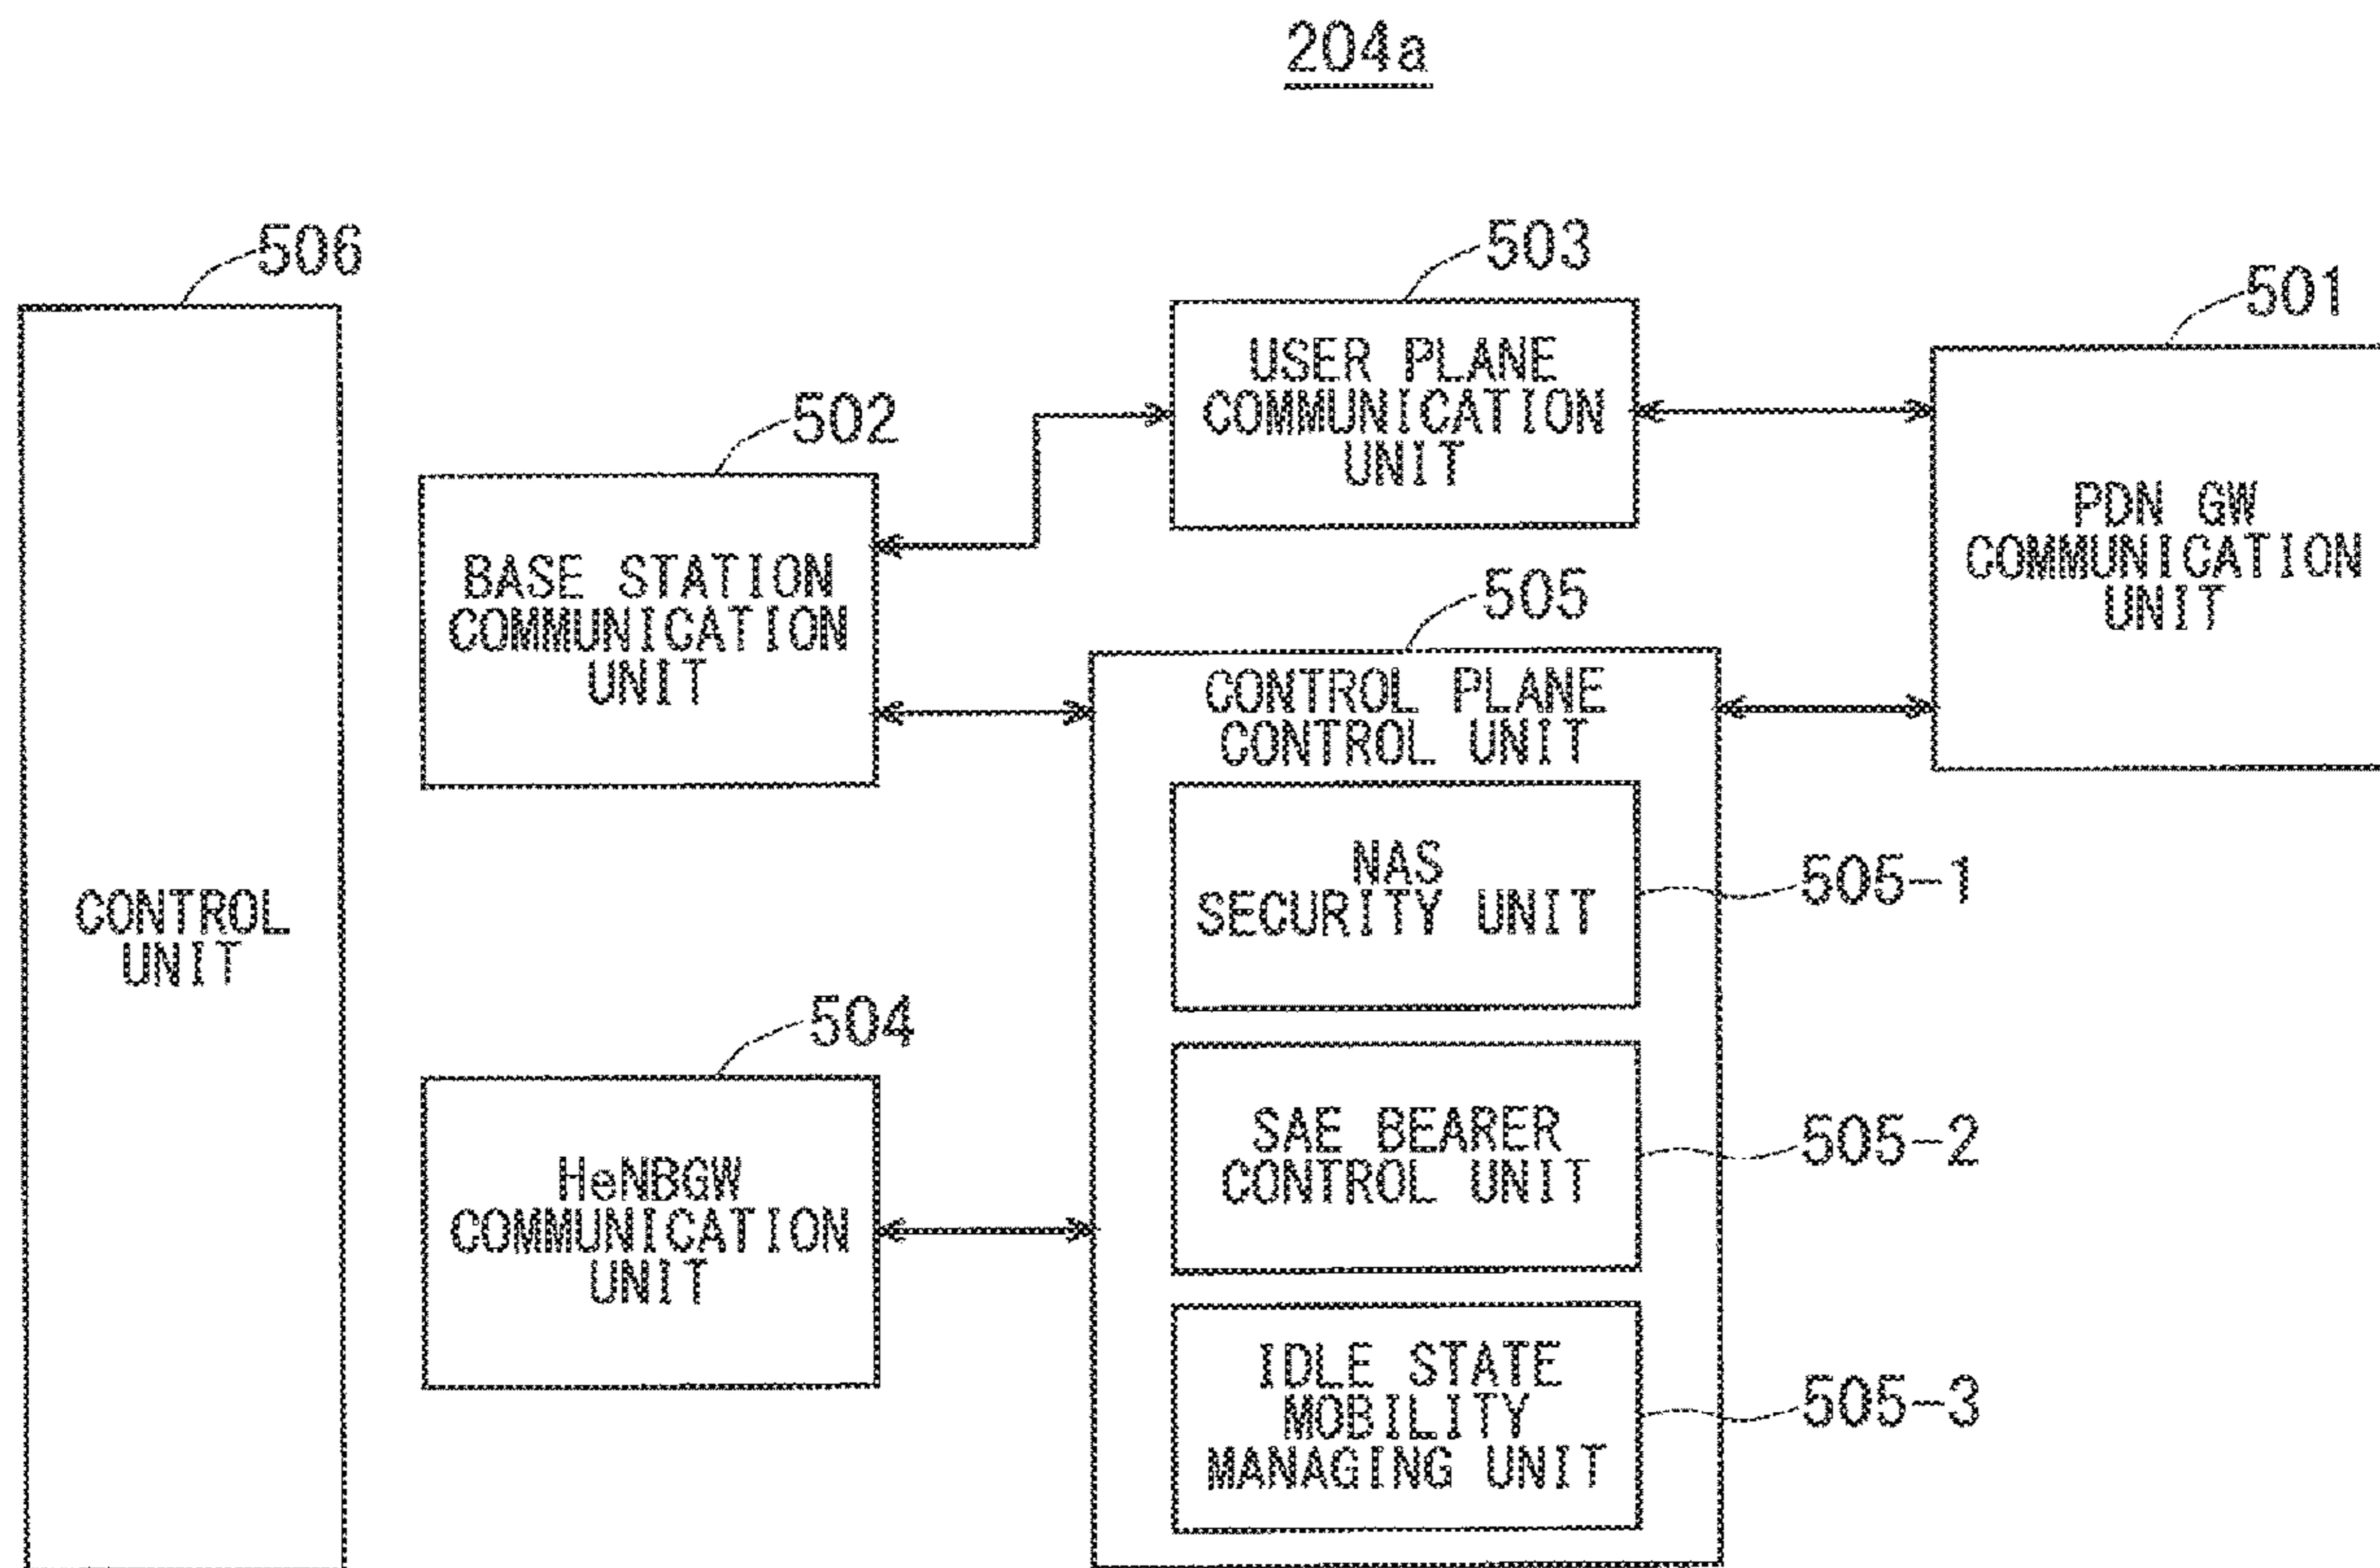 204a
506
CONTROL
UNIT
502
BASE STATION
COMMUNICATION
UNIT
504
HeNBGW
COMMUNICATION
UNIT
503
USER PLANE
COMMUNICATION
UNIT
505
CONTROL PLANE
CONTROL UNIT
NAS
SECURITY UNIT
505-1
SAE BEARER
CONTROL UNIT
505-2
IDLE STATE
MOBILITY
MANAGING UNIT
505-3
501
PDN GW
COMMUNICATION
UNIT